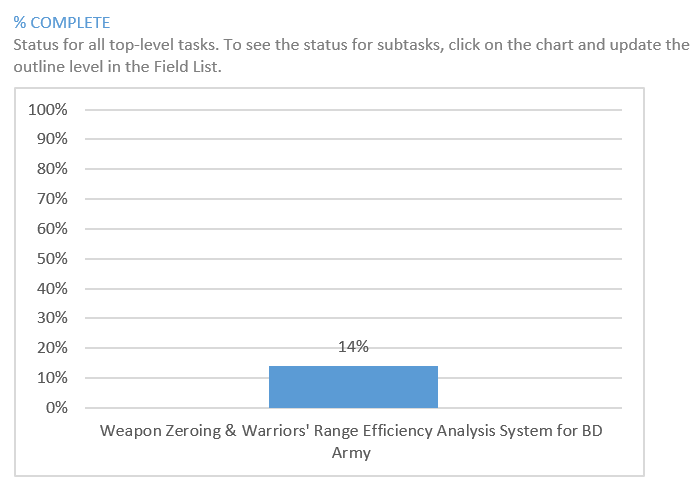 % COMPLETE
Status for all top-level tasks. To see the status for subtasks, click on the chart and update the
outline level in the Field List.
100%
90%
80%
70%
60%
50%
40%
30%
20%
10%
0%
14%
Weapon Zeroing & Warriors' Range Efficiency Analysis System for BD
Army